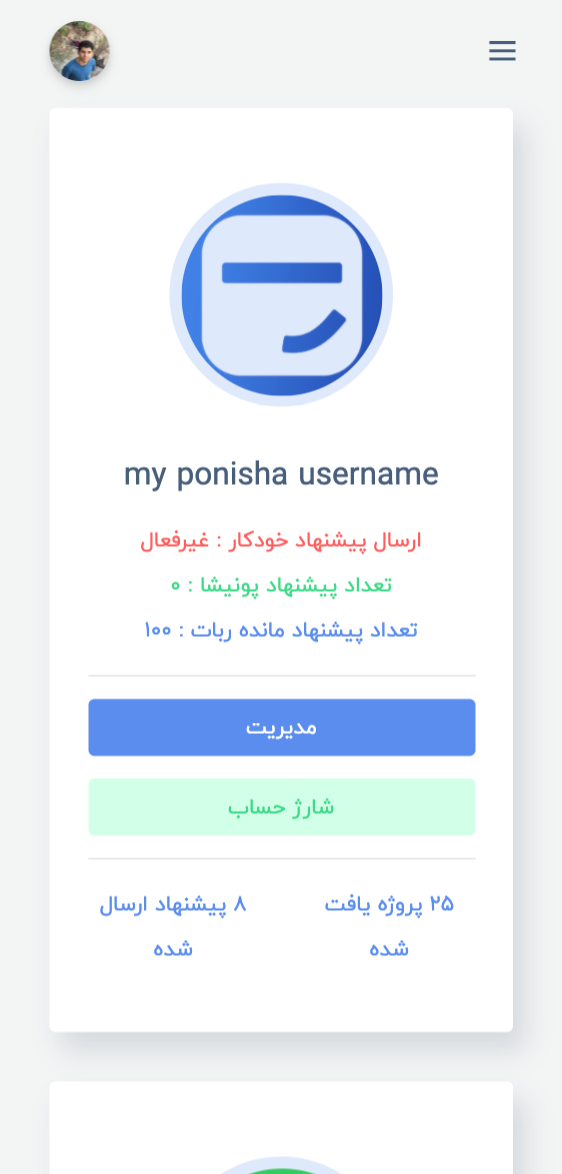 my ponisha username
ارسال پیشنهاد خودکار : غیرفعال
تعداد پیشنهاد پونیشا : ۰
تعداد پیشنهاد مانده ربات : ۱۰۰
مدیریت
شارژ حساب
۲۵ پروژه یافت
شده
۸ پیشنهاد ارسال
شده